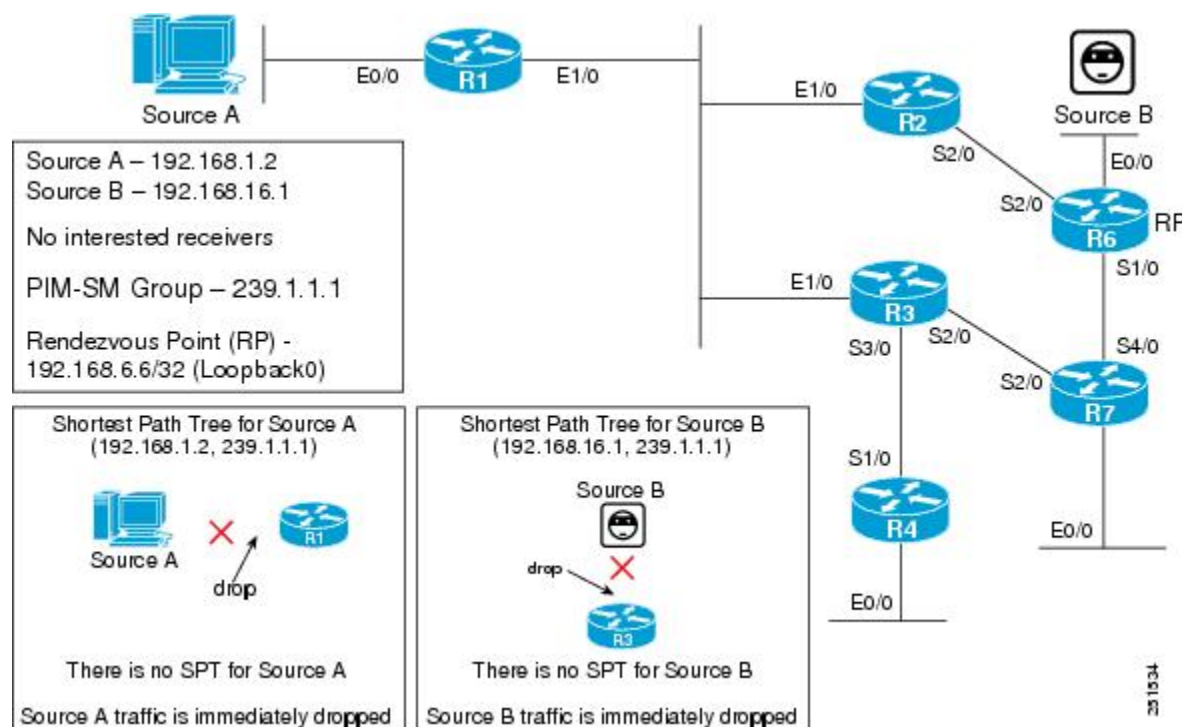 E0/0
R1
E1/0
Source A
E1/0
R2
S2/0
Source B
E0/0
S2/0
R6
RP
S1/0
Source A – 192.168.1.2
Source B – 192.168.16.1
No interested receivers
PIM-SM Group – 239.1.1.1
Rendezvous Point (RP) -
192.168.6.6/32 (Loopback0)
E1/0
R3
S3/0
S2/0
S4/0
S2/0
R7
S1/0
R4
E0/0
E0/0
Shortest Path Tree for Source A
(192.168.1.2, 239.1.1.1)
Source A
R1
drop
There is no SPT for Source A
Source A traffic is immediately dropped
Shortest Path Tree for Source B
(192.168.16.1, 239.1.1.1)
Source B
drop
R3
There is no SPT for Source B
Source B traffic is immediately dropped
251534